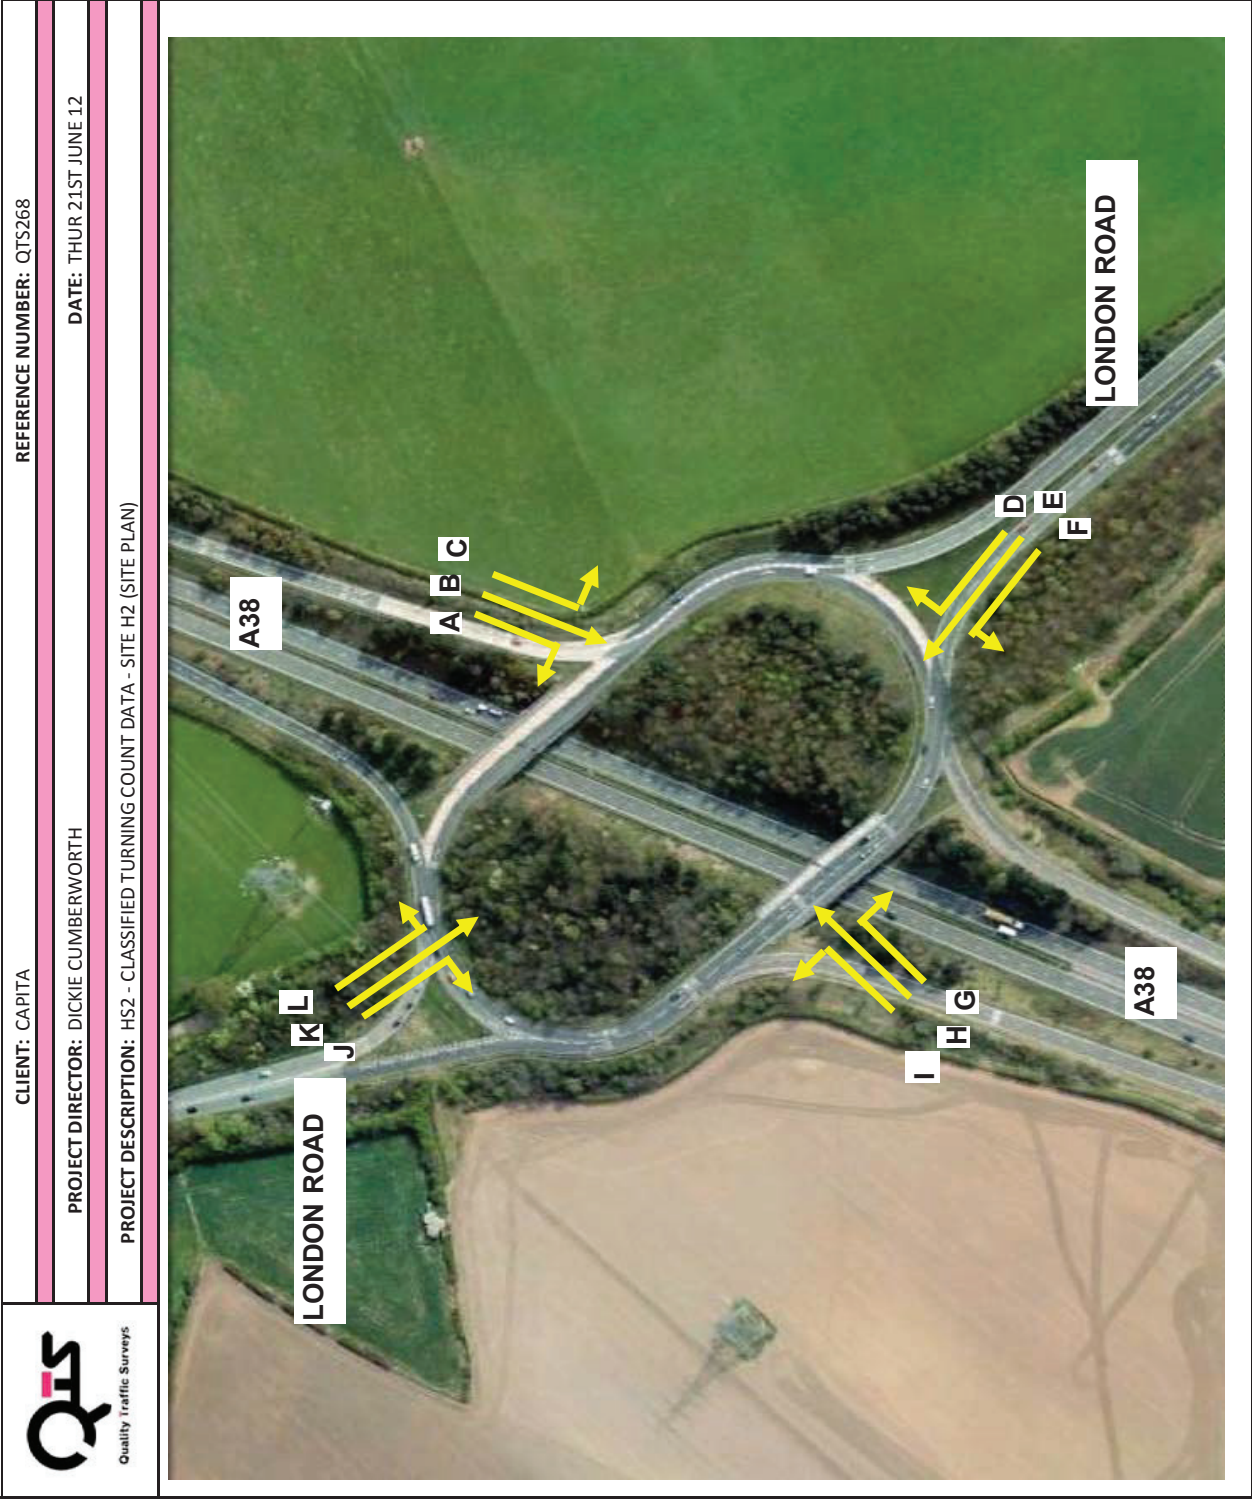 QTS
Quality Traffic Surveys
CLIENT: CAPITA REFERENCE NUMBER: QTS268
PROJECT DIRECTOR: DICKIE CUMBERWORTH DATE: THUR 21ST JUNE 12
PROJECT DESCRIPTION: HS2 - CLASSIFIED TURNING COUNT DATA - SITE H2 (SITE PLAN)
A38
A
B
C
LONDON ROAD
J
K
L
D
E
F
LONDON ROAD
I
H
G
A38